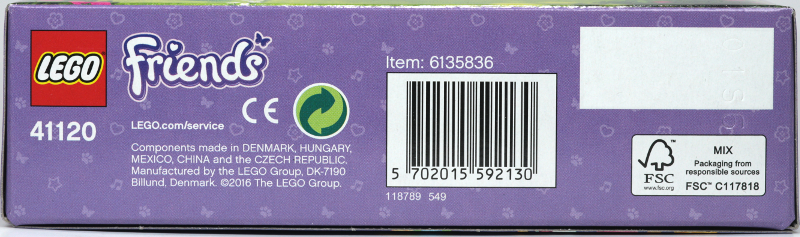 LEGO
Friends
41120
CE
LEGO.com/service
Components made in DENMARK, HUNGARY,
MEXICO, CHINA and the CZECH REPUBLIC.
Manufactured by the LEGO Group, DK-7190
Billund, Denmark. ©2016 The LEGO Group.
Item: 6135836
5 702015 592130
118789 549
FSC
www.fsc.org
MIX
Packaging from
responsible sources
FSC™ C117818